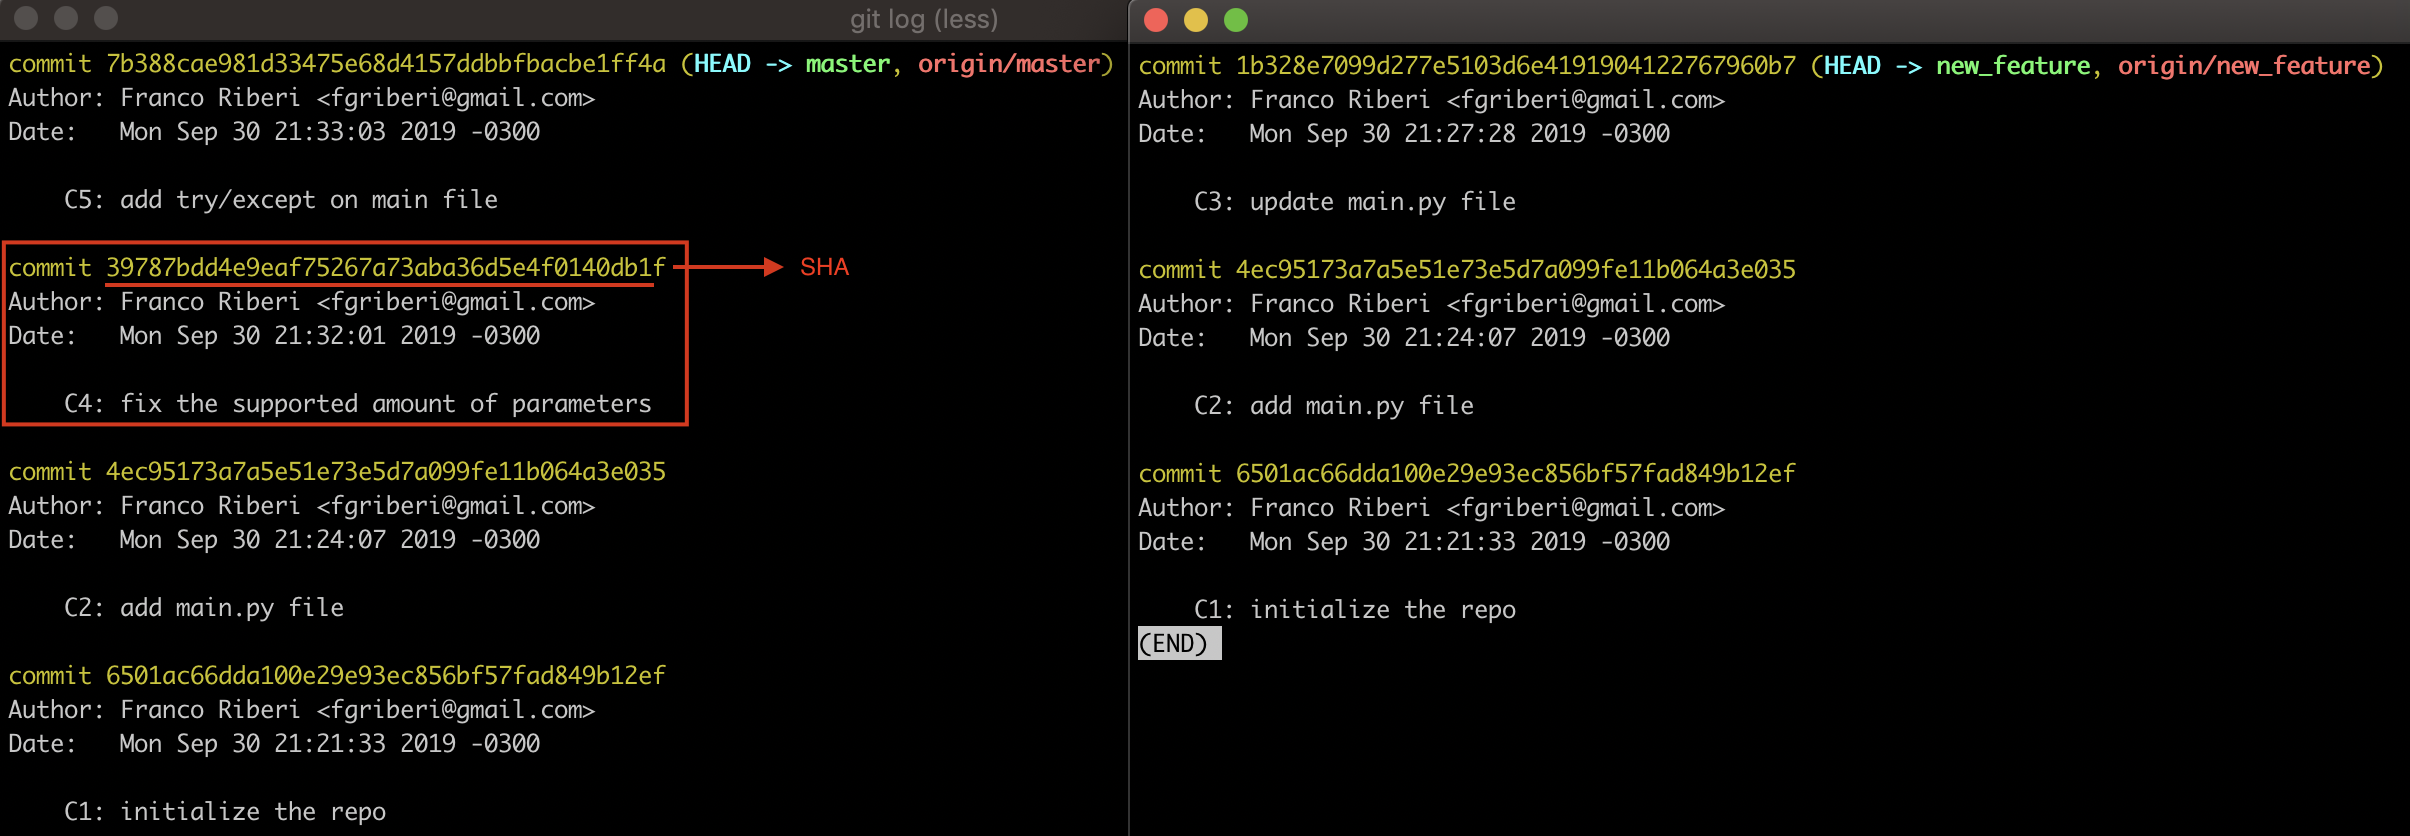 git log (less)
commit 7b388cae981d33475e68d4157ddbbfbacbe1ff4a (HEAD -> master, origin/master)
Author: Franco Riberi <fgriberi@gmail.com>
Date:   Mon Sep 30 21:33:03 2019 -0300
C5: add try/except on main file
commit 39787bdd4e9eaf75267a73aba36d5e4f0140db1f
SHA
Author: Franco Riberi <fgriberi@gmail.com>
Date:   Mon Sep 30 21:32:01 2019 -0300
C4: fix the supported amount of parameters
commit 4ec95173a7a5e51e73e5d7a099fe11b064a3e035
Author: Franco Riberi <fgriberi@gmail.com>
Date:   Mon Sep 30 21:24:07 2019 -0300
C2: add main.py file
commit 6501ac66dda100e29e93ec856bf57fad849b12ef
Author: Franco Riberi <fgriberi@gmail.com>
Date:   Mon Sep 30 21:21:33 2019 -0300
C1: initialize the repo
commit 1b328e7099d277e5103d6e4191904122767960b7 (HEAD -> new_feature, origin/new_feature)
Author: Franco Riberi <fgriberi@gmail.com>
Date:   Mon Sep 30 21:27:28 2019 -0300
C3: update main.py file
commit 4ec95173a7a5e51e73e5d7a099fe11b064a3e035
Author: Franco Riberi <fgriberi@gmail.com>
Date:   Mon Sep 30 21:24:07 2019 -0300
C2: add main.py file
commit 6501ac66dda100e29e93ec856bf57fad849b12ef
Author: Franco Riberi <fgriberi@gmail.com>
Date:   Mon Sep 30 21:21:33 2019 -0300
C1: initialize the repo
(END)